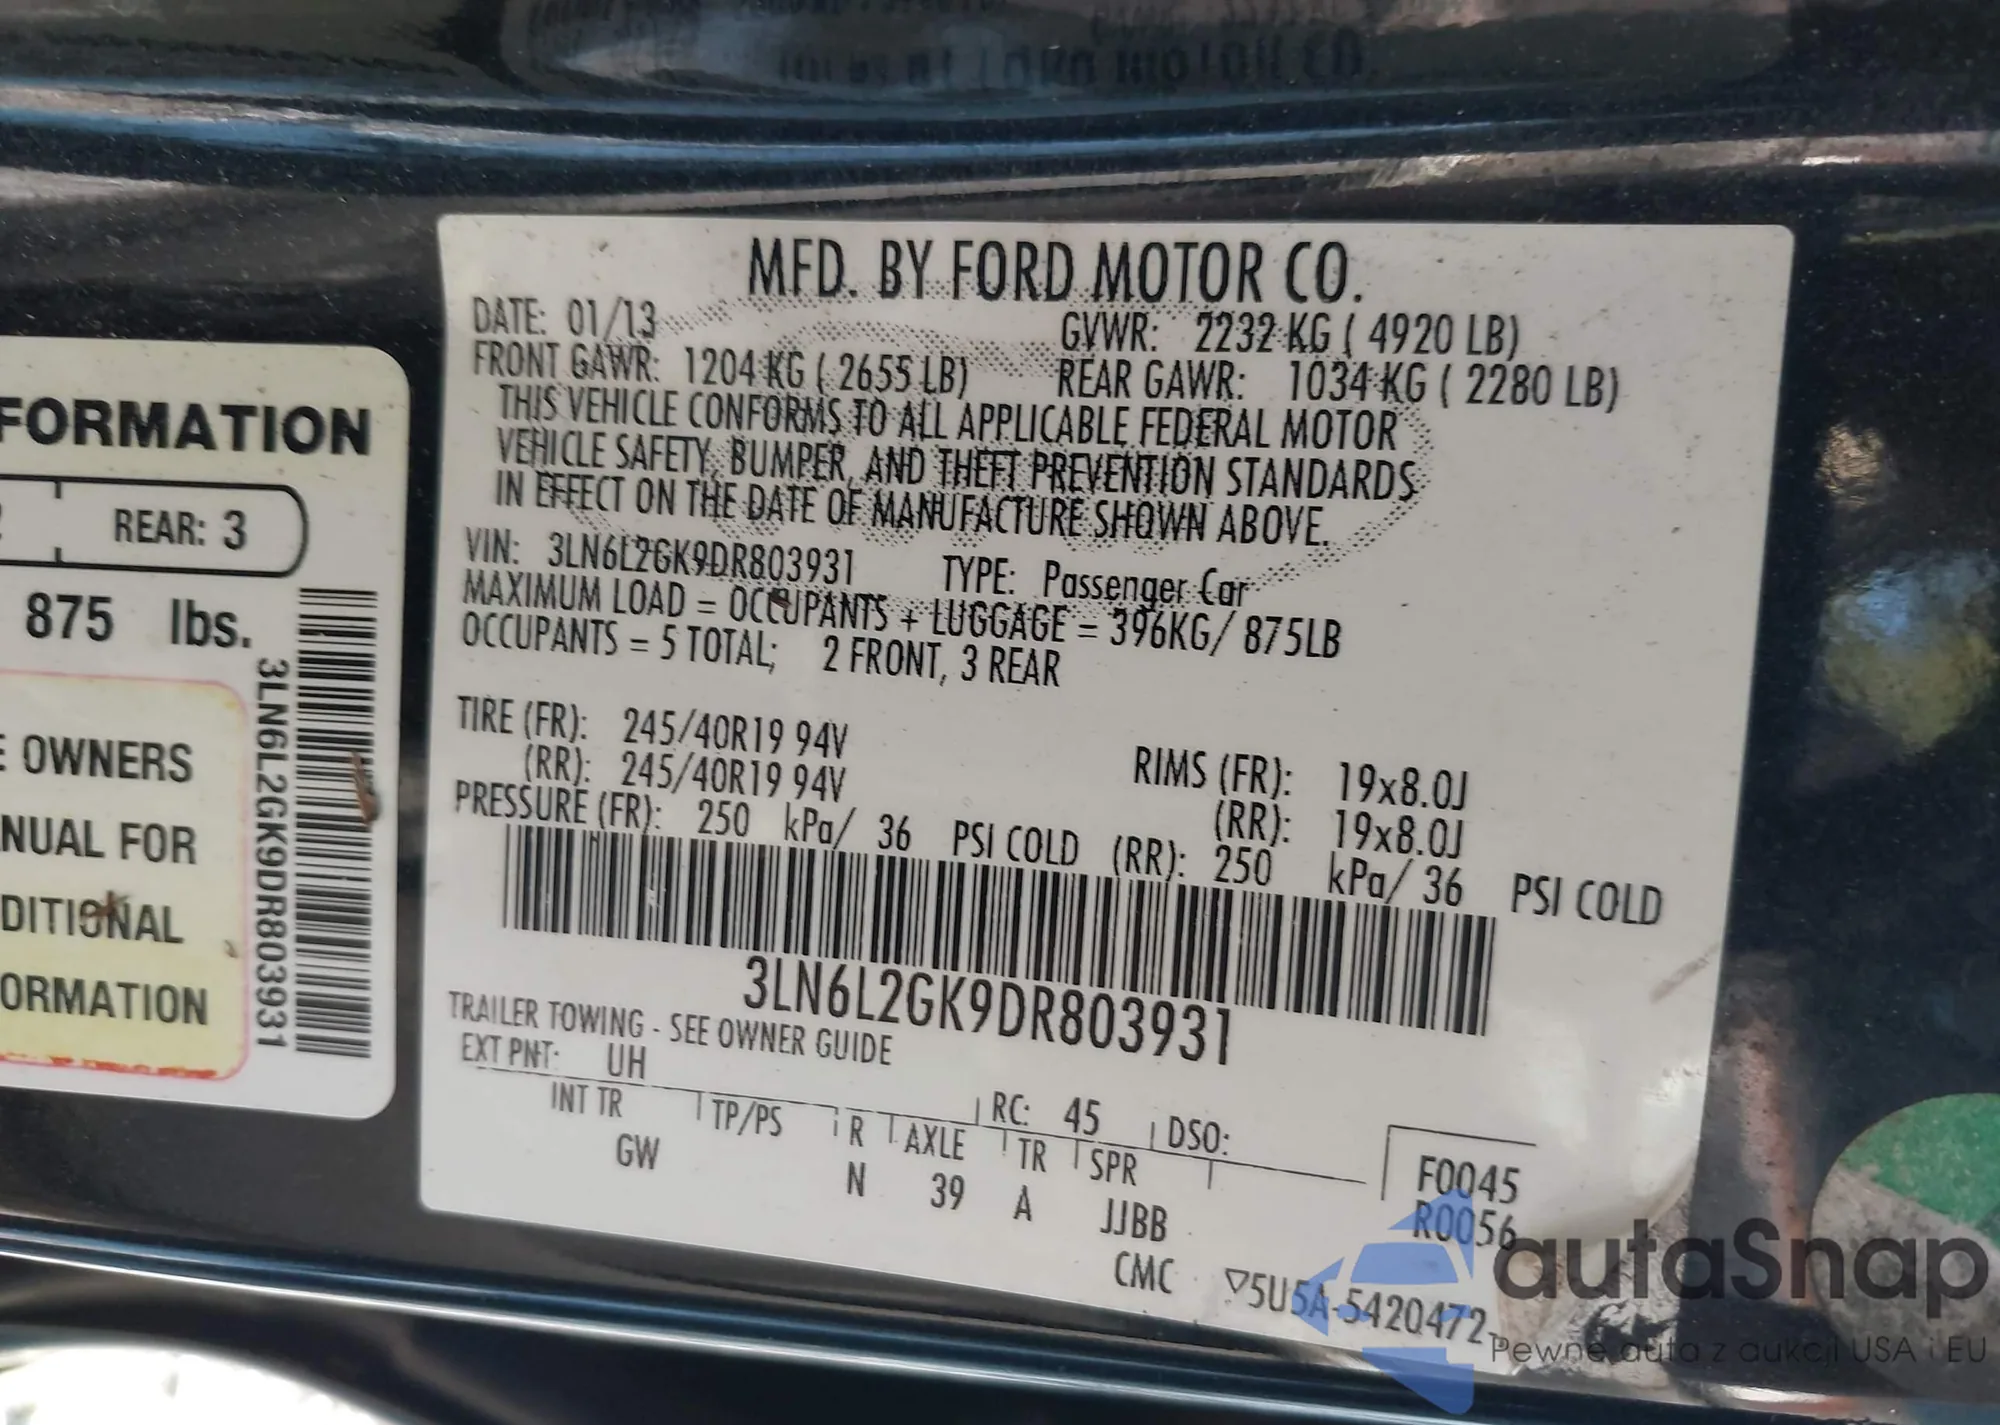 MFD. BY FORD MOTOR CO.
DATE: 01/13
GVWR: 2232 KG ( 4920 LB)
FRONT GAWR: 1204 KG ( 2655 LB)
REAR GAWR: 1034 KG ( 2280 LB)
THIS VEHICLE CONFORMS TO ALL APPLICABLE FEDERAL MOTOR
VEHICLE SAFETY, BUMPER, AND THEFT PREVENTION STANDARDS
IN EFFECT ON THE DATE OF MANUFACTURE SHOWN ABOVE.
VIN: 3LN6L2GK9DR803931 TYPE: Passenger Car
MAXIMUM LOAD = OCCUPANTS + LUGGAGE = 396KG/ 875LB
OCCUPANTS = 5 TOTAL; 2 FRONT, 3 REAR
TIRE (FR): 245/40R19 94V
RIMS (FR): 19x8.0J
(RR): 245/40R19 94V
(RR): 19x8.0J
PRESSURE (FR): 250 kPa/ 36 PSI COLD (RR): 250 kPa/ 36 PSI COLD
3LN6L2GK9DR803931
TRAILER TOWING - SEE OWNER GUIDE
EXT PNT: UH
RC: 45 DSO:
INT TR TP/PS R AXLE TR SPR
GW N 39 A JJBB
CMC
F0045
R0056
▽5U5A-5420472-
FORMATION
REAR: 3
875 lbs.
3LN6L2GK9DR803931
E OWNERS
NUAL FOR
DITIONAL
ORMATION
autaSnap
Pewne auta z aukcji USA i EU